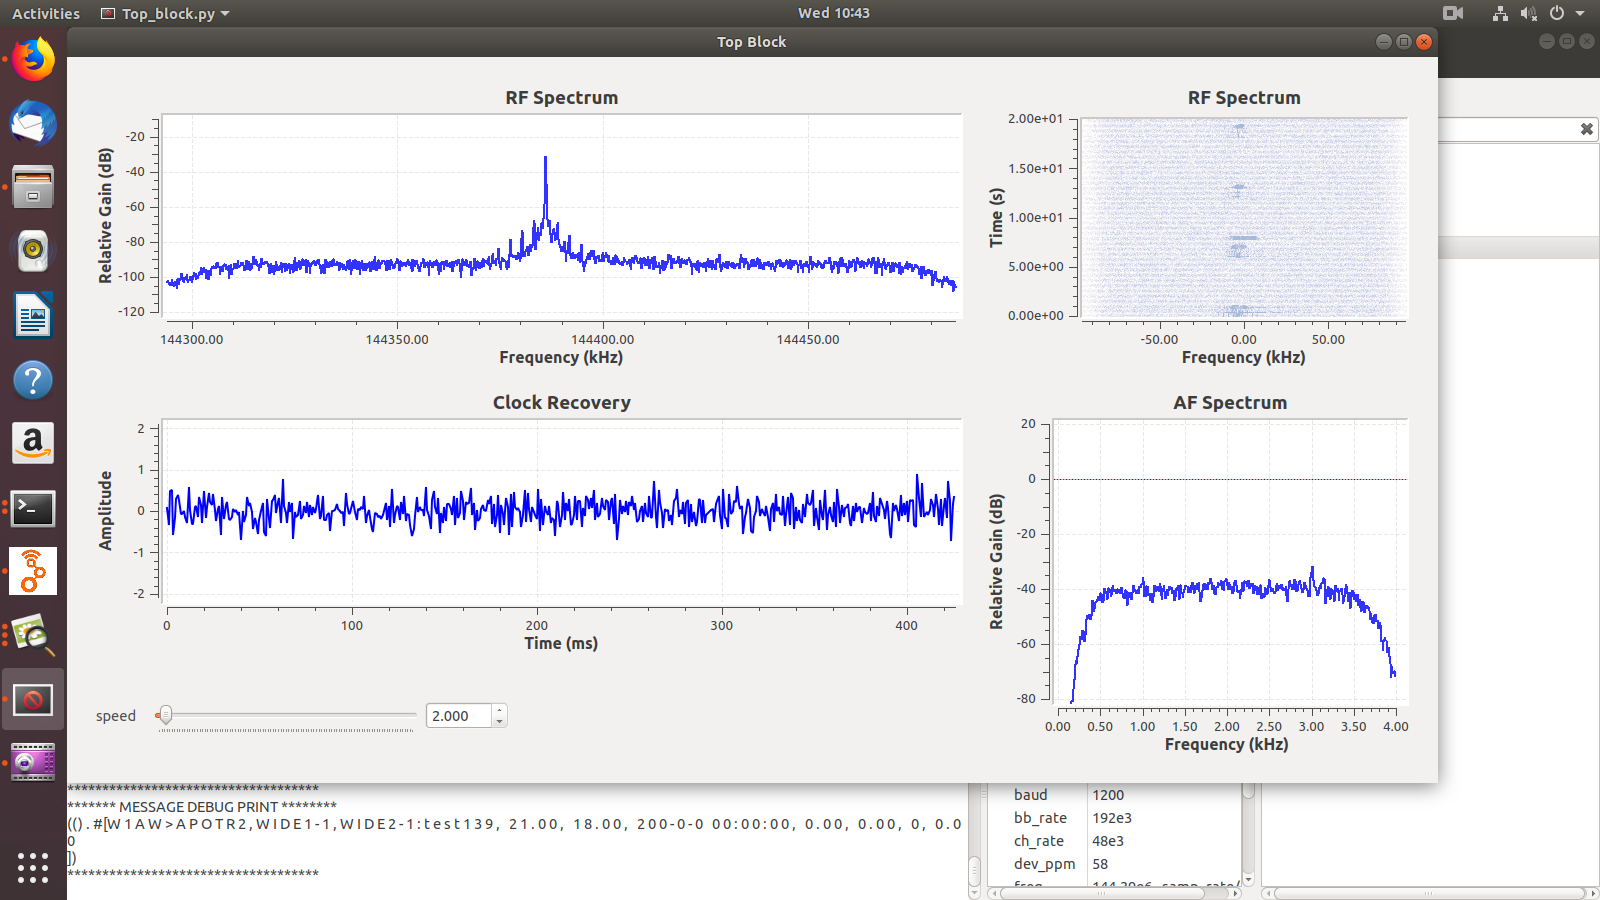 Activities
Top_block.py
Wed 10:43
Top Block
RF Spectrum
Relative Gain (dB)
-20
-40
-60
-80
-100
-120
144300.00 144350.00 144400.00 144450.00
Frequency (kHz)
RF Spectrum
Time (s)
2.00e+01
1.50e+01
1.00e+01
5.00e+00
0.00e+00
-50.00 0.00 50.00
Frequency (kHz)
Clock Recovery
Amplitude
2
1
0
-1
-2
0 100 200 300 400
Time (ms)
AF Spectrum
Relative Gain (dB)
20
0
-20
-40
-60
-80
0.00 0.50 1.00 1.50 2.00 2.50 3.00 3.50 4.00
Frequency (kHz)
speed 2.000
************************************
******* MESSAGE DEBUG PRINT ********
(() . #[W1AW>APOTR2,WIDE1-1,WIDE2-1:test139, 21.00, 18.00, 200-0-0 00:00:00, 0.00, 0.00, 0, 0.0
0
])
************************************
baud 1200
bb_rate 192e3
ch_rate 48e3
dev_ppm 58